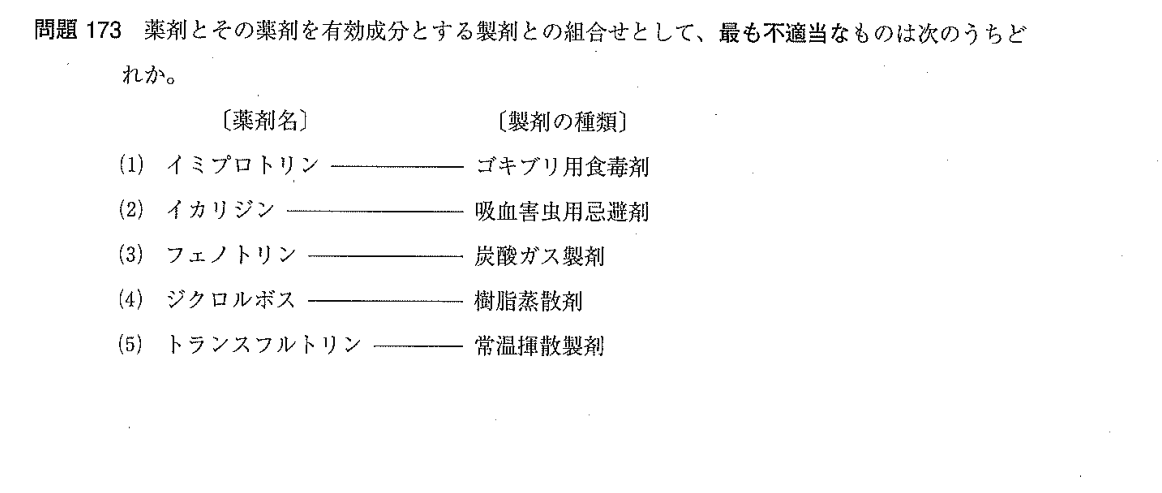 問題 173 薬剤とその薬剤を有効成分とする製剤との組合せとして、最も不適当なものは次のうちど
れか。
〔薬剤名〕 〔製剤の種類〕
(1) イミプロトリン ――――― ゴキブリ用食毒剤
(2) イカリジン ――――― 吸血害虫用忌避剤
(3) フェノトリン ――――― 炭酸ガス製剤
(4) ジクロルボス ――――― 樹脂蒸散剤
(5) トランスフルトリン ――――― 常温揮散製剤